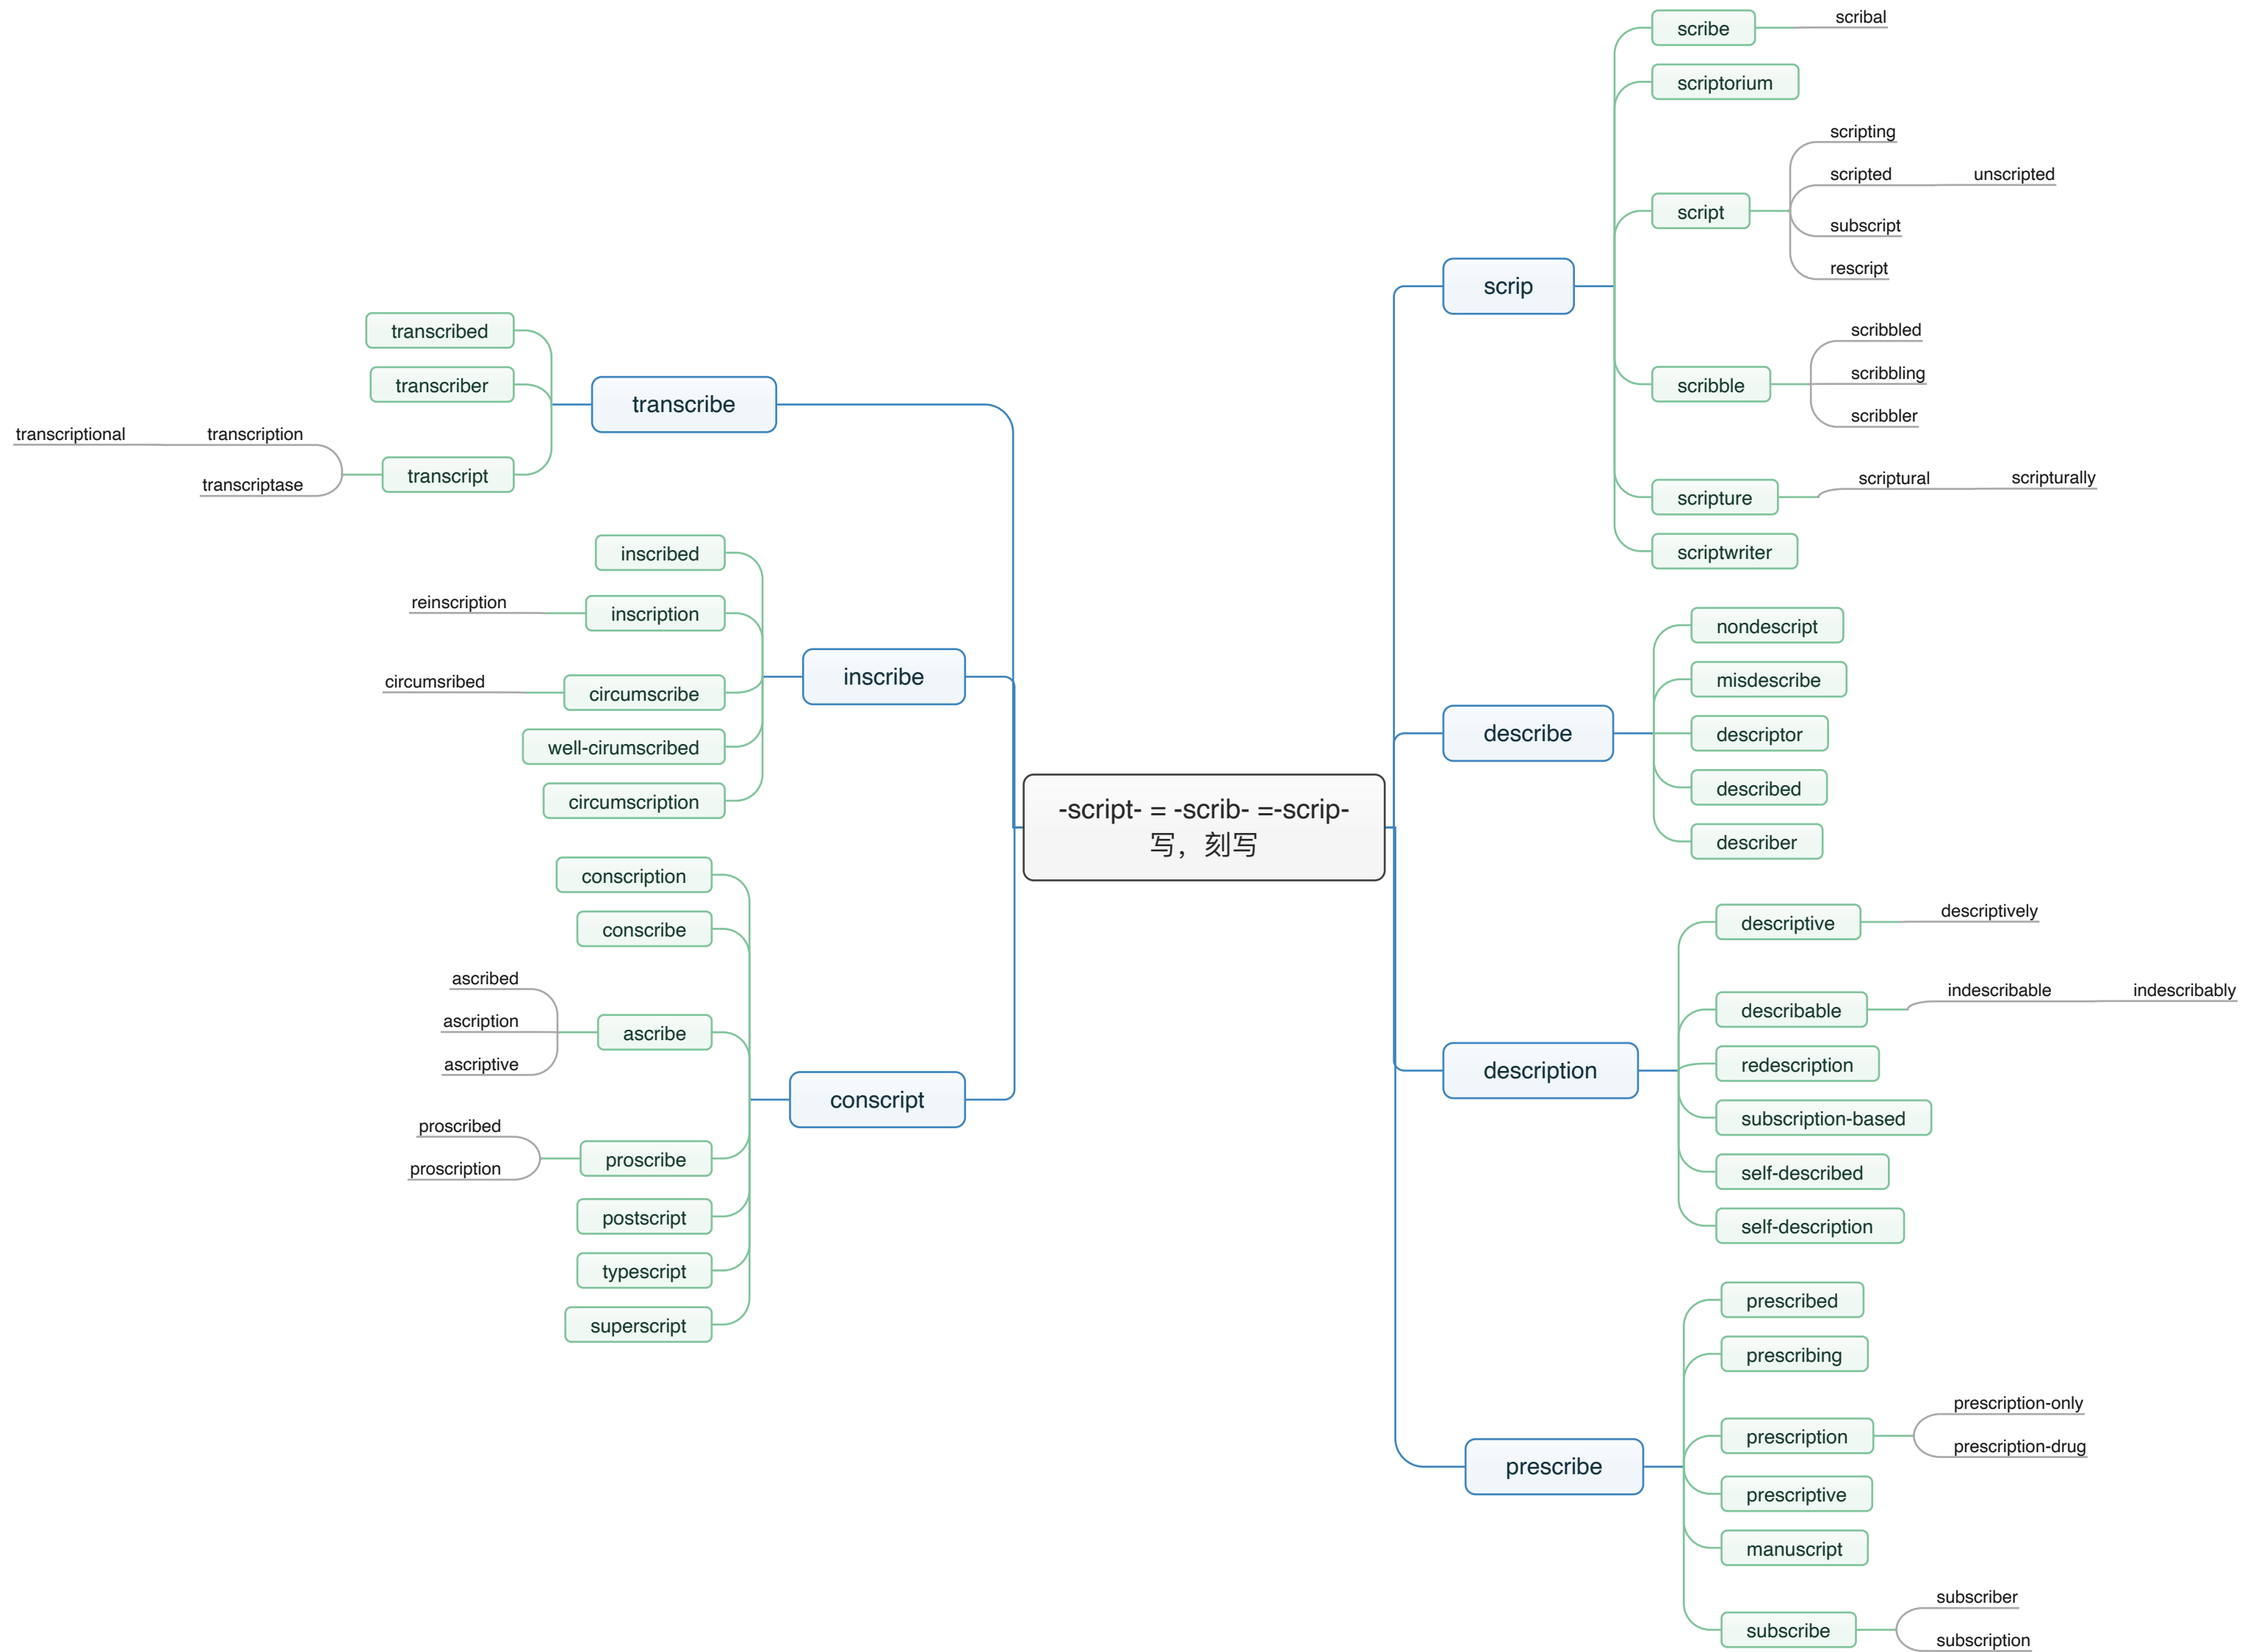 -script- = -scrib- =-scrip-
写，刻写
scrip
scribe
scribal
scriptorium
script
scripting
scripted
unscripted
subscript
rescript
scribble
scribbled
scribbling
scribbler
scripture
scriptural
scripturally
scriptwriter
describe
nondescript
misdescribe
descriptor
described
describer
description
descriptive
descriptively
describable
indescribable
indescribably
redescription
subscription-based
self-described
self-description
prescribe
prescribed
prescribing
prescription
prescription-only
prescription-drug
prescriptive
manuscript
subscribe
subscriber
subscription
transcribe
transcribed
transcriber
transcript
transcription
transcriptional
transcriptase
inscribe
inscribed
inscription
reinscription
circumscribe
circumsribed
well-cirumscribed
circumscription
conscript
conscription
conscribe
ascribe
ascribed
ascription
ascriptive
proscribe
proscribed
proscription
postscript
typescript
superscript